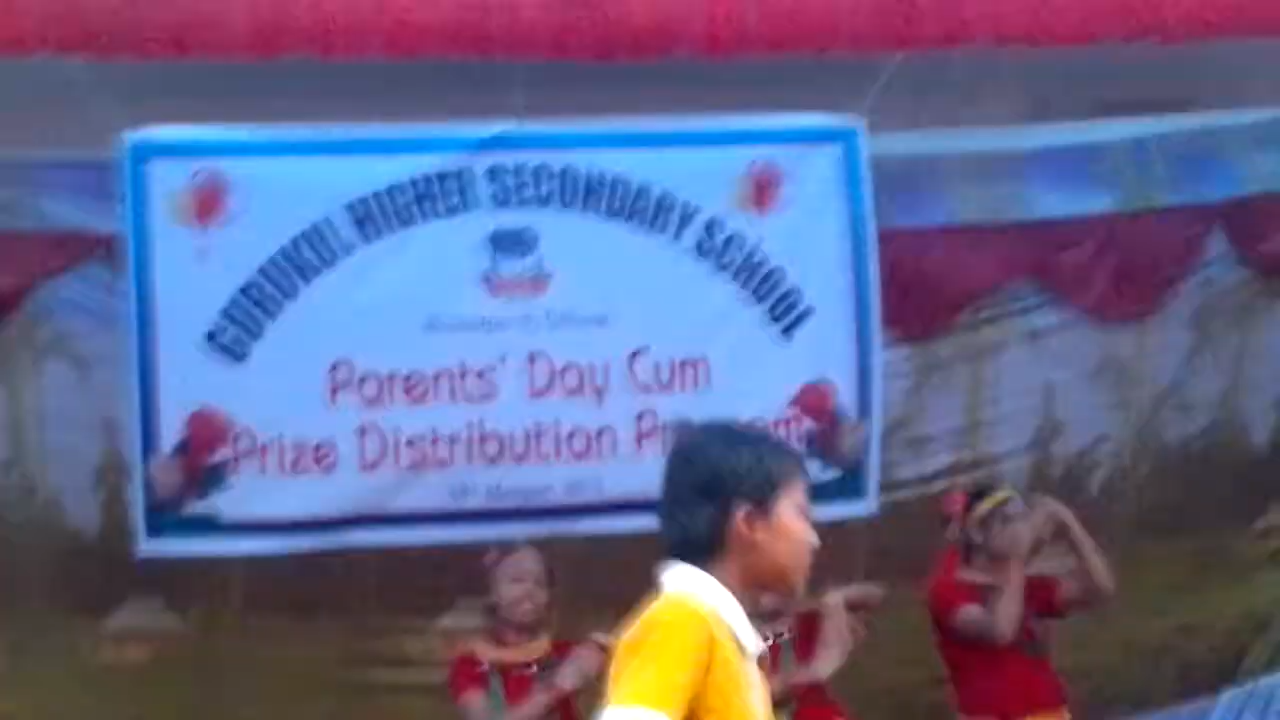 GURUKUL HIGHER SECONDARY SCHOOL
Parents' Day Cum
Prize Distribution